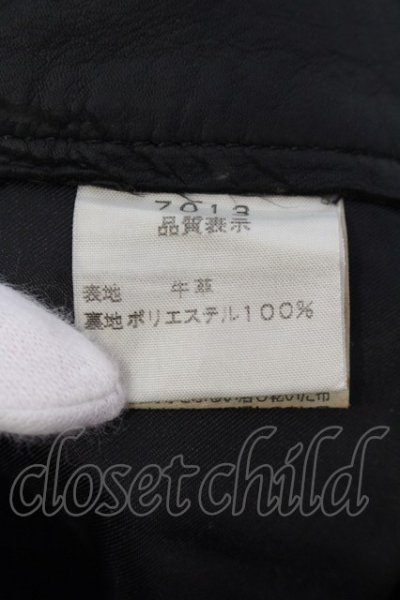 7013
品質表示
表地 牛革
裏地 ポリエステル100%
closet child